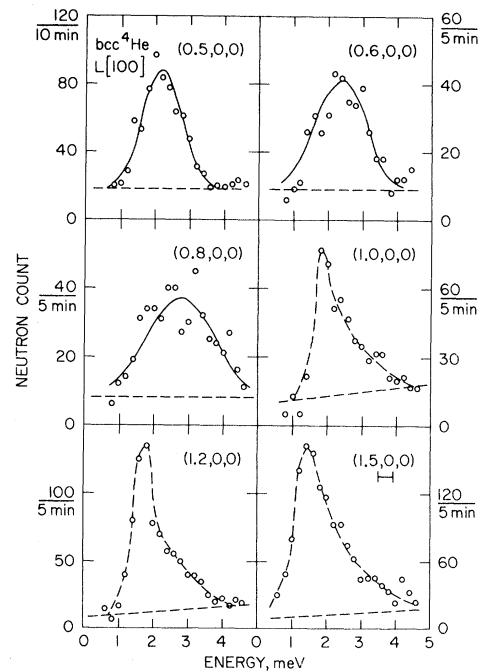 120
10 min
bcc ⁴He
L[100]
(0.5,0,0)
80
40
0
(0.6,0,0)
60
5 min
40
20
0
(0.8,0,0)
40
5 min
20
0
(1.0,0,0)
60
5 min
30
0
NEUTRON COUNT
(1.2,0,0)
100
5 min
50
0
(1.5,0,0)
120
5 min
60
0
0 1 2 3 4 0 1 2 3 4 5
ENERGY, meV